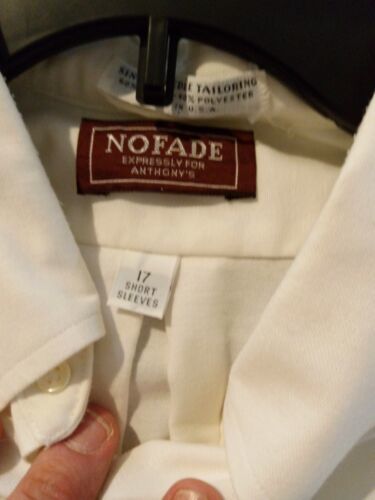 TAILORING
POLYESTER
U.S.A.
NOFADE
EXPRESSLY FOR
ANTHONY'S
17
SHORT
SLEEVES